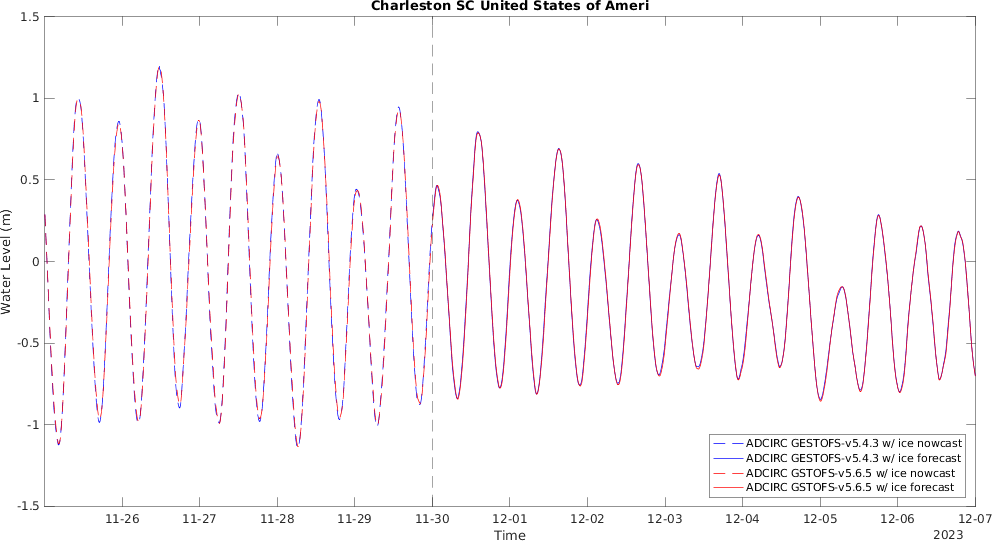 Charleston SC United States of Ameri
1.5
1
0.5
0
-0.5
-1
-1.5
Water Level (m)
11-26
11-27
11-28
11-29
11-30
12-01
12-02
12-03
12-04
12-05
12-06
12-07
Time
2023
ADCIRC GESTOFS-v5.4.3 w/ ice nowcast
ADCIRC GESTOFS-v5.4.3 w/ ice forecast
ADCIRC GSTOFS-v5.6.5 w/ ice nowcast
ADCIRC GSTOFS-v5.6.5 w/ ice forecast